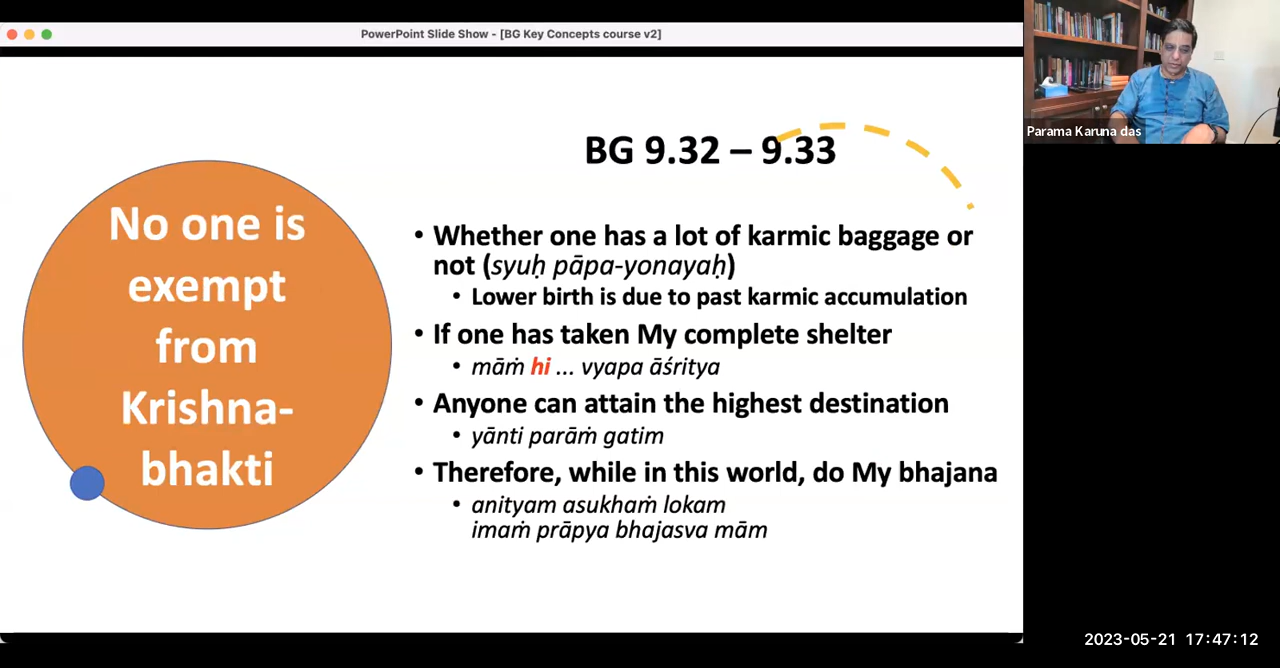 PowerPoint Slide Show - [BG Key Concepts course v2]
Parama Karuna das
BG 9.32 – 9.33
No one is
exempt
from
Krishna-
bhakti
• Whether one has a lot of karmic baggage or
not (syuḥ pāpa-yonayaḥ)
• Lower birth is due to past karmic accumulation
• If one has taken My complete shelter
• māṁ hi ... vyapa āśritya
• Anyone can attain the highest destination
• yānti parāṁ gatim
• Therefore, while in this world, do My bhajana
• anityam asukhaṁ lokam
imaṁ prāpya bhajasva mām
2023-05-21 17:47:12